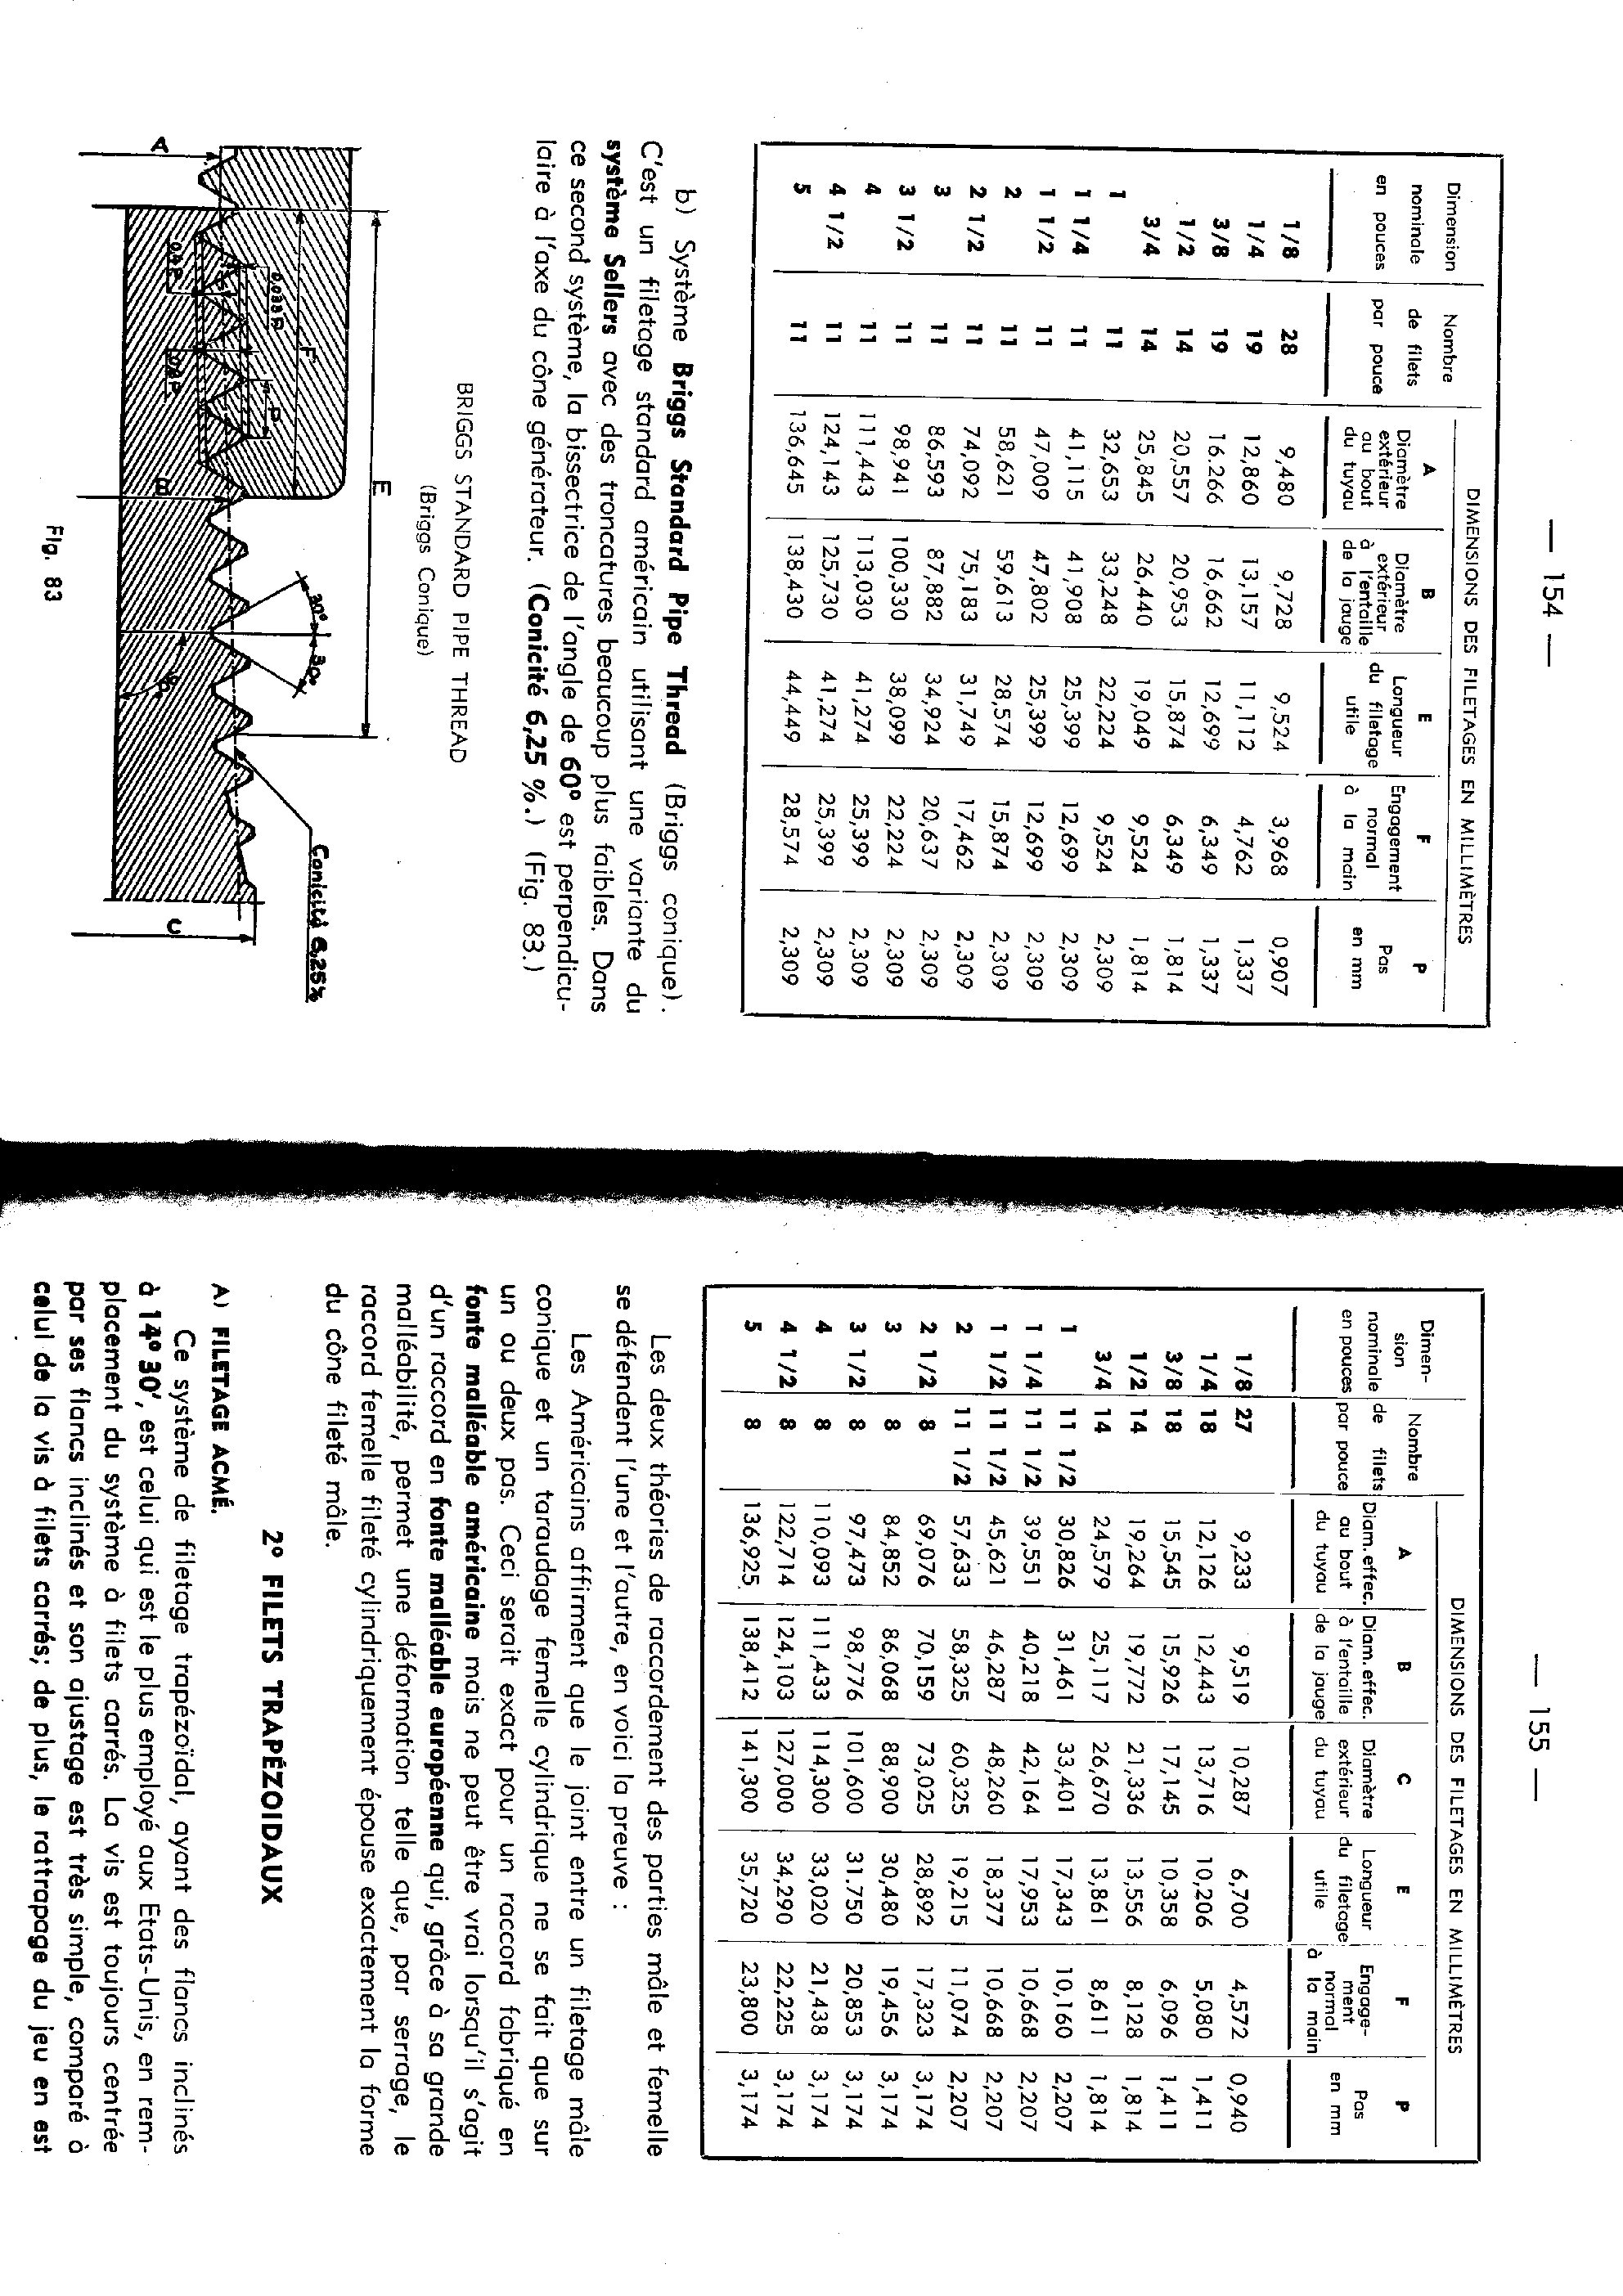 — 154 —
DIMENSIONS DES FILETAGES EN MILLIMÈTRES
Dimension nominale en pouces | Nombre de filets par pouce | A Diamètre extérieur au bout du tuyau | B Diamètre extérieur à l'entaille de la jauge | E Longueur du filetage utile | F Engagement normal à la main | P Pas en mm
1/8 28 9,480 9,728 9,524 3,968 0,907
1/4 19 12,860 13,157 11,112 4,762 1,337
3/8 19 16.266 16,662 12,699 6,349 1,337
1/2 14 20,557 20,953 15,874 6,349 1,814
3/4 14 25,845 26,440 19,049 9,524 1,814
1 11 32,653 33,248 22,224 9,524 2,309
1 1/4 11 41,115 41,908 25,399 12,699 2,309
1 1/2 11 47,009 47,802 25,399 12,699 2,309
2 11 58,621 59,613 28,574 15,874 2,309
2 1/2 11 74,092 75,183 31,749 17,462 2,309
3 11 86,593 87,882 34,924 20,637 2,309
3 1/2 11 98,941 100,330 38,099 22,224 2,309
4 11 111,443 113,030 41,274 25,399 2,309
4 1/2 11 124,143 125,730 41,274 25,399 2,309
5 11 136,645 138,430 44,449 28,574 2,309
b) Système Briggs Standard Pipe Thread (Briggs conique).
C'est un filetage standard américain utilisant une variante du
système Sellers avec des troncatures beaucoup plus faibles. Dans
ce second système, la bissectrice de l'angle de 60° est perpendicu-
laire à l'axe du cône générateur. (Conicité 6,25 %.) (Fig. 83.)
BRIGGS STANDARD PIPE THREAD
(Briggs Conique)
E
F
0,033 P
P
0,8 P
A
B
30° 30°
Conicité 6,25%
C
Fig. 83
— 155 —
DIMENSIONS DES FILETAGES EN MILLIMÈTRES
Dimen-sion nominale en pouces | Nombre de filets par pouce | A Diam. effec. au bout du tuyau | B Diam. effec. à l'entaille de la jauge | C Diamètre extérieur du tuyau | E Longueur du filetage utile | F Engage-ment normal à la main | P Pas en mm
1/8 27 9,233 9,519 10,287 6,700 4,572 0,940
1/4 18 12,126 12,443 13,716 10,206 5,080 1,411
3/8 18 15,545 15,926 17,145 10,358 6,096 1,411
1/2 14 19,264 19,772 21,336 13,556 8,128 1,814
3/4 14 24,579 25,117 26,670 13,861 8,611 1,814
1 11 1/2 30,826 31,461 33,401 17,343 10,160 2,207
1 1/4 11 1/2 39,551 40,218 42,164 17,953 10,668 2,207
1 1/2 11 1/2 45,621 46,287 48,260 18,377 10,668 2,207
2 11 1/2 57,633 58,325 60,325 19,215 11,074 2,207
2 1/2 8 69,076 70,159 73,025 28,892 17,323 3,174
3 8 84,852 86,068 88,900 30,480 19,456 3,174
3 1/2 8 97,473 98,776 101,600 31.750 20,853 3,174
4 8 110,093 111,433 114,300 33,020 21,438 3,174
4 1/2 8 122,714 124,103 127,000 34,290 22,225 3,174
5 8 136,925 138,412 141,300 35,720 23,800 3,174
Les deux théories de raccordement des parties mâle et femelle
se défendent l'une et l'autre, en voici la preuve :
Les Américains affirment que le joint entre un filetage mâle
conique et un taraudage femelle cylindrique ne se fait que sur
un ou deux pas. Ceci serait exact pour un raccord fabriqué en
fonte malléable américaine mais ne peut être vrai lorsqu'il s'agit
d'un raccord en fonte malléable européenne qui, grâce à sa grande
malléabilité, permet une déformation telle que, par serrage, le
raccord femelle fileté cylindriquement épouse exactement la forme
du cône fileté mâle.
2° FILETS TRAPÉZOIDAUX
A) FILETAGE ACMÉ.
Ce système de filetage trapézoïdal, ayant des flancs inclinés
à 14° 30', est celui qui est le plus employé aux Etats-Unis, en rem-
placement du système à filets carrés. La vis est toujours centrée
par ses flancs inclinés et son ajustage est très simple, comparé à
celui de la vis à filets carrés; de plus, le rattrapage du jeu en est